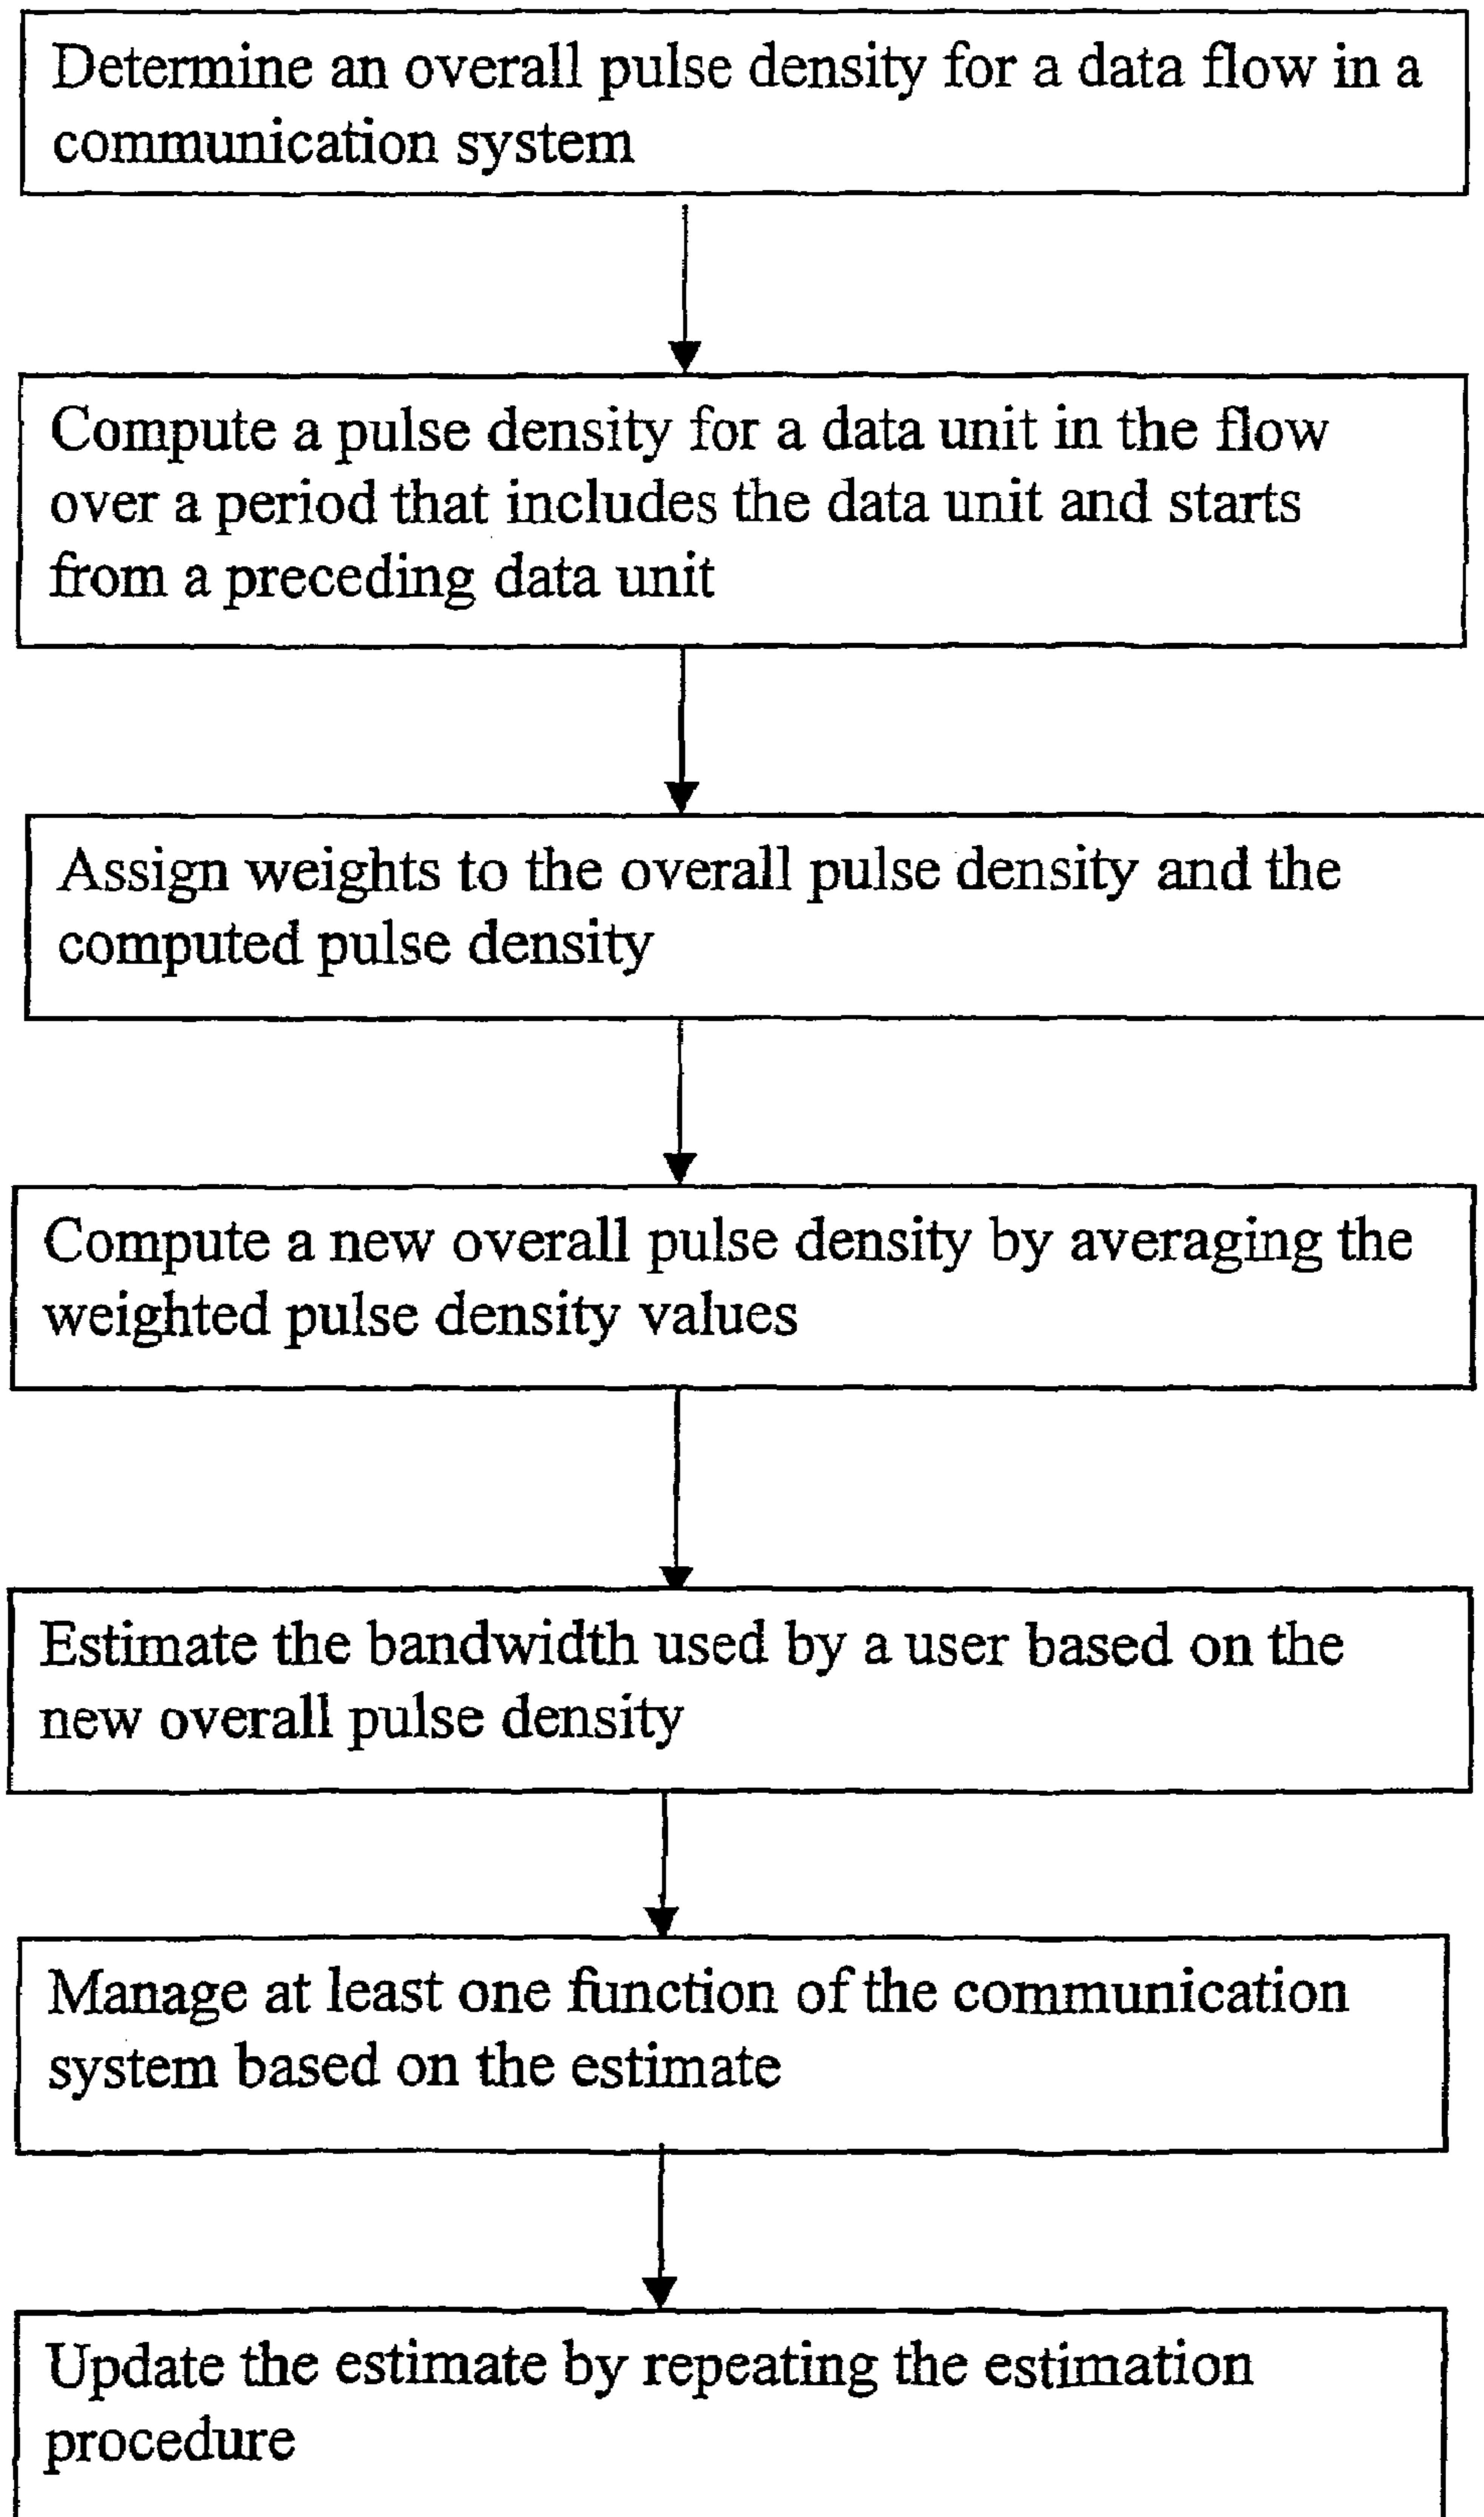 Determine an overall pulse density for a data flow in a
communication system
Compute a pulse density for a data unit in the flow
over a period that includes the data unit and starts
from a preceding data unit
Assign weights to the overall pulse density and the
computed pulse density
Compute a new overall pulse density by averaging the
weighted pulse density values
Estimate the bandwidth used by a user based on the
new overall pulse density
Manage at least one function of the communication
system based on the estimate
Update the estimate by repeating the estimation
procedure